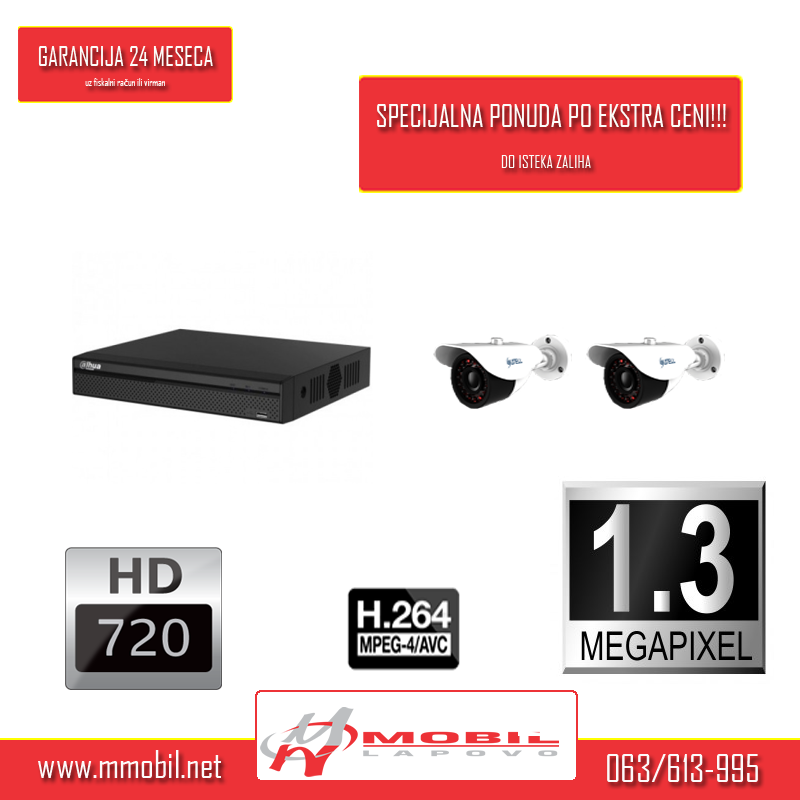 GARANCIJA 24 MESECA
uz fiskalni račun ili virman
SPECIJALNA PONUDA PO EKSTRA CENI!!!
DO ISTEKA ZALIHA
alhua
HD
720
H.264
MPEG-4/AVC
1.3
MEGAPIXEL
MOBIL
LAPOVO
www.mmobil.net
063/613-995